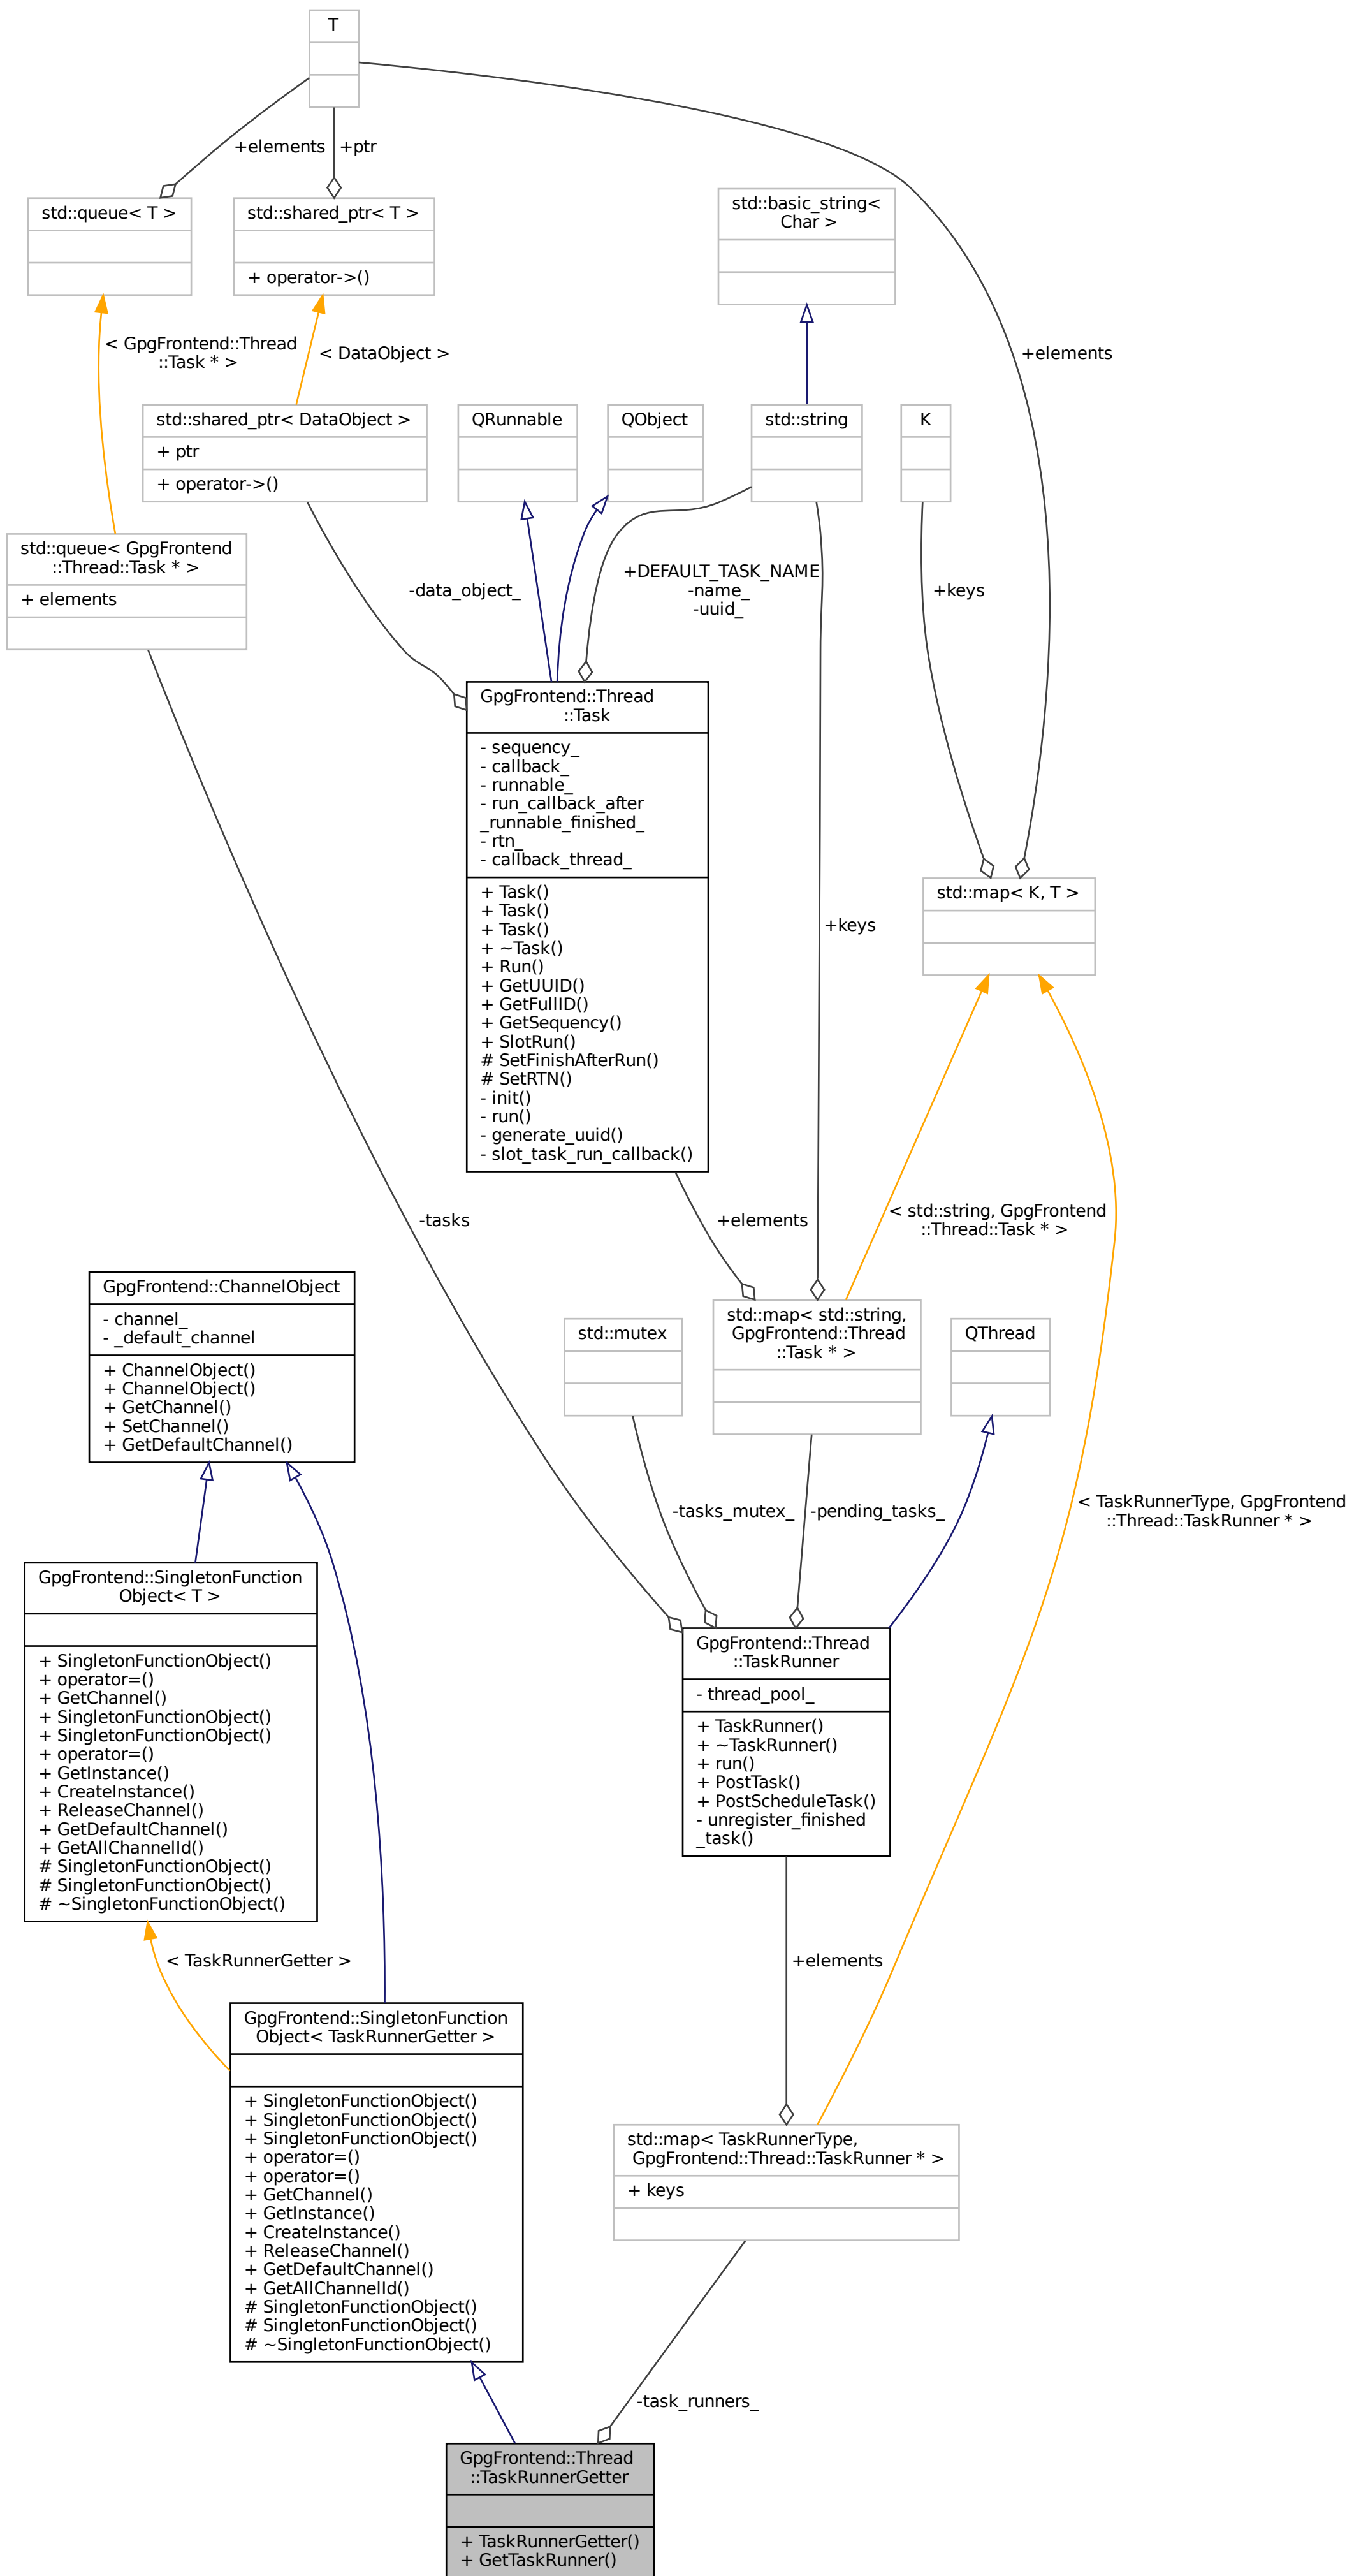 T
+elements
+ptr
std::queue< T >
std::shared_ptr< T >
+ operator->()
std::basic_string<
Char >
< GpgFrontend::Thread
::Task * >
< DataObject >
+elements
std::shared_ptr< DataObject >
+ ptr
+ operator->()
QRunnable
QObject
std::string
K
std::queue< GpgFrontend
::Thread::Task * >
+ elements
-data_object_
+DEFAULT_TASK_NAME
-name_
-uuid_
+keys
GpgFrontend::Thread
::Task
- sequency_
- callback_
- runnable_
- run_callback_after
_runnable_finished_
- rtn_
- callback_thread_
+ Task()
+ Task()
+ Task()
+ ~Task()
+ Run()
+ GetUUID()
+ GetFullID()
+ GetSequency()
+ SlotRun()
# SetFinishAfterRun()
# SetRTN()
- init()
- run()
- generate_uuid()
- slot_task_run_callback()
+keys
std::map< K, T >
-tasks
+elements
< std::string, GpgFrontend
::Thread::Task * >
GpgFrontend::ChannelObject
- channel_
- _default_channel
+ ChannelObject()
+ ChannelObject()
+ GetChannel()
+ SetChannel()
+ GetDefaultChannel()
std::mutex
std::map< std::string,
GpgFrontend::Thread
::Task * >
QThread
-tasks_mutex_
-pending_tasks_
< TaskRunnerType, GpgFrontend
::Thread::TaskRunner * >
GpgFrontend::SingletonFunction
Object< T >
+ SingletonFunctionObject()
+ operator=()
+ GetChannel()
+ SingletonFunctionObject()
+ SingletonFunctionObject()
+ operator=()
+ GetInstance()
+ CreateInstance()
+ ReleaseChannel()
+ GetDefaultChannel()
+ GetAllChannelId()
# SingletonFunctionObject()
# SingletonFunctionObject()
# ~SingletonFunctionObject()
GpgFrontend::Thread
::TaskRunner
- thread_pool_
+ TaskRunner()
+ ~TaskRunner()
+ run()
+ PostTask()
+ PostScheduleTask()
- unregister_finished
_task()
< TaskRunnerGetter >
+elements
GpgFrontend::SingletonFunction
Object< TaskRunnerGetter >
+ SingletonFunctionObject()
+ SingletonFunctionObject()
+ SingletonFunctionObject()
+ operator=()
+ operator=()
+ GetChannel()
+ GetInstance()
+ CreateInstance()
+ ReleaseChannel()
+ GetDefaultChannel()
+ GetAllChannelId()
# SingletonFunctionObject()
# SingletonFunctionObject()
# ~SingletonFunctionObject()
std::map< TaskRunnerType,
GpgFrontend::Thread::TaskRunner * >
+ keys
-task_runners_
GpgFrontend::Thread
::TaskRunnerGetter
+ TaskRunnerGetter()
+ GetTaskRunner()